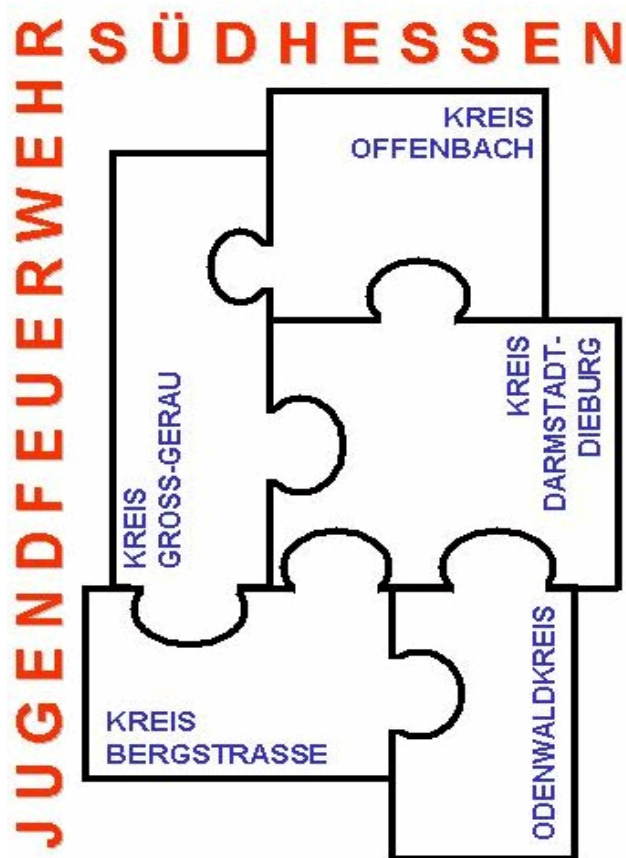 SÜDHESSEN
JUGENDFEUERWEHR
KREIS
OFFENBACH
KREIS
DARMSTADT-
DIEBURG
KREIS
GROSS-GERAU
KREIS
BERGSTRASSE
ODENWALDKREIS